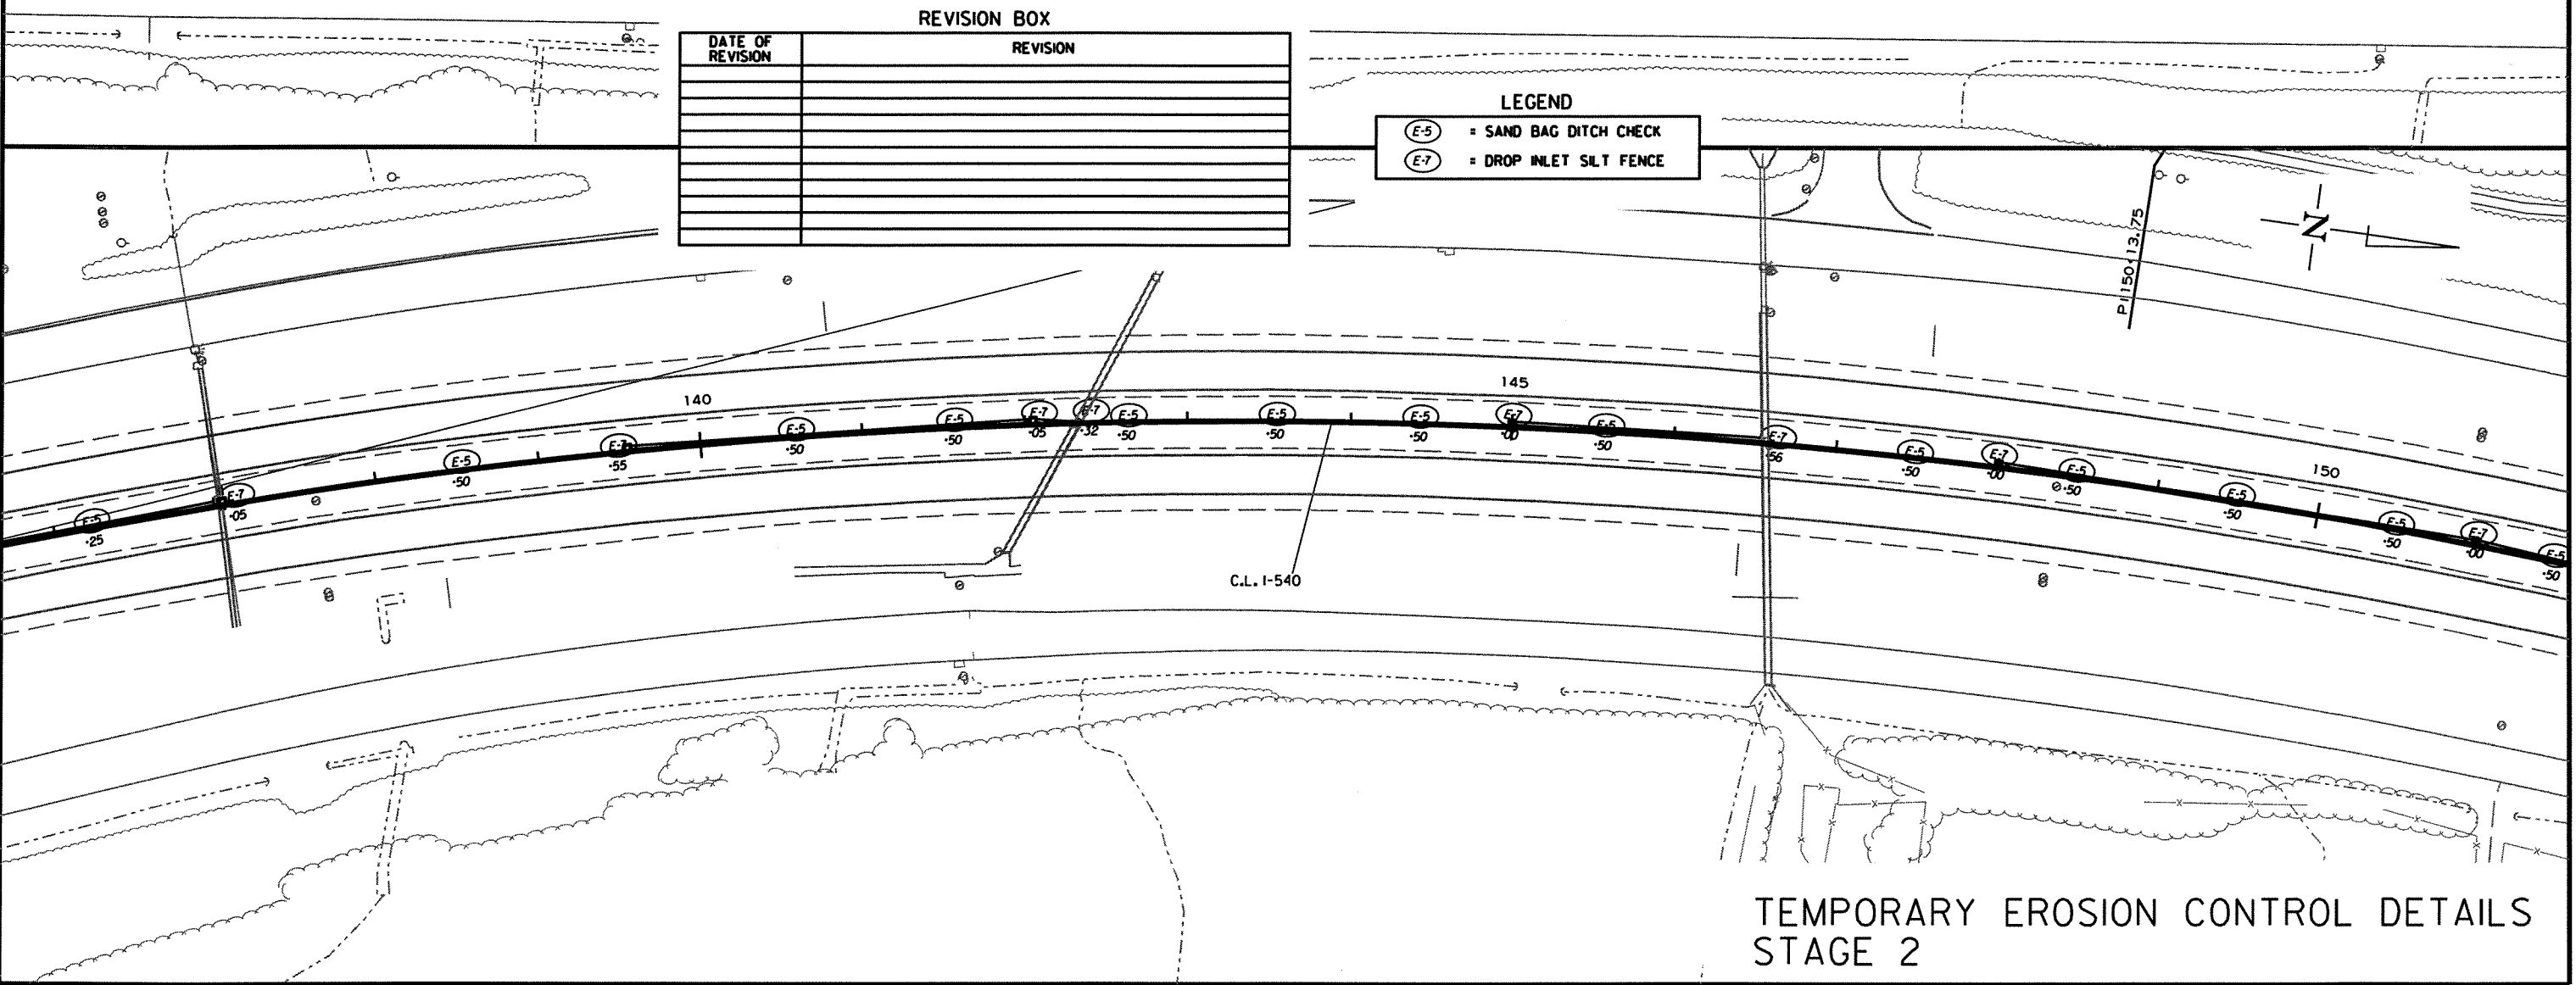 REVISION BOX
DATE OF
REVISION
REVISION
LEGEND
E-5 = SAND BAG DITCH CHECK
E-7 = DROP INLET SILT FENCE
N
PI 150+13.75
140
145
150
E-5
E-7
E-5
E-7
E-5
E-5
E-7
E-7
E-5
E-5
E-5
E-7
E-5
E-7
E-5
E-7
E-5
E-5
E-5
E-7
E-5
+25
+05
+50
+55
+50
+50
+05
+32
+50
+50
+50
+00
+50
+56
+50
+00
+50
+50
+50
+00
+50
C.L. I-540
TEMPORARY EROSION CONTROL DETAILS
STAGE 2